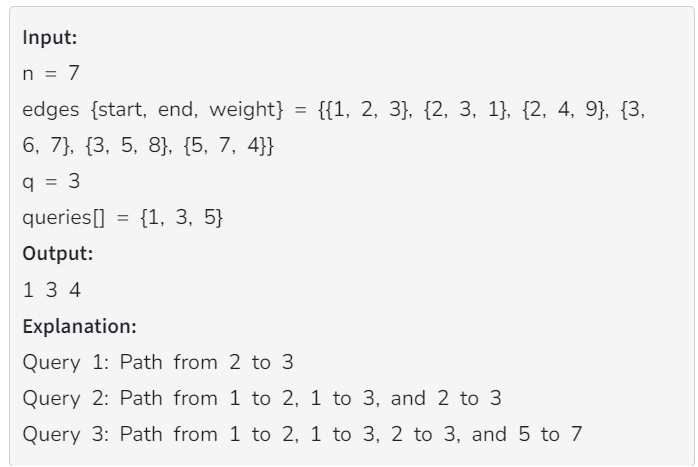 Input:
n = 7
edges {start, end, weight} = {{1, 2, 3}, {2, 3, 1}, {2, 4, 9}, {3,
6, 7}, {3, 5, 8}, {5, 7, 4}}
q = 3
queries[] = {1, 3, 5}
Output:
1 3 4
Explanation:
Query 1: Path from 2 to 3
Query 2: Path from 1 to 2, 1 to 3, and 2 to 3
Query 3: Path from 1 to 2, 1 to 3, 2 to 3, and 5 to 7